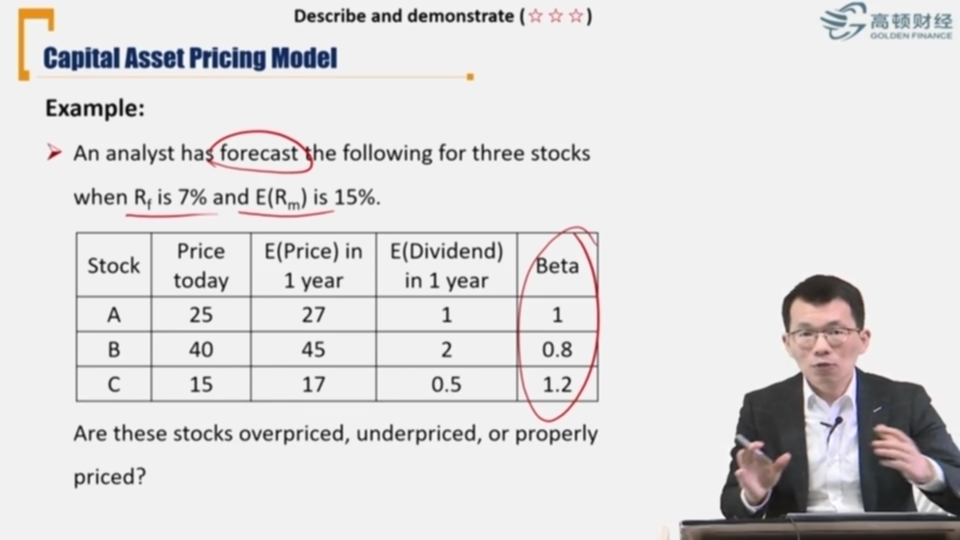 Describe and demonstrate (☆ ☆ ☆)
高顿财经
GOLDEN FINANCE
Capital Asset Pricing Model
Example:
An analyst has forecast the following for three stocks
when Rf is 7% and E(Rm) is 15%.
Stock Price today E(Price) in 1 year E(Dividend) in 1 year Beta
A 25 27 1 1
B 40 45 2 0.8
C 15 17 0.5 1.2
Are these stocks overpriced, underpriced, or properly
priced?